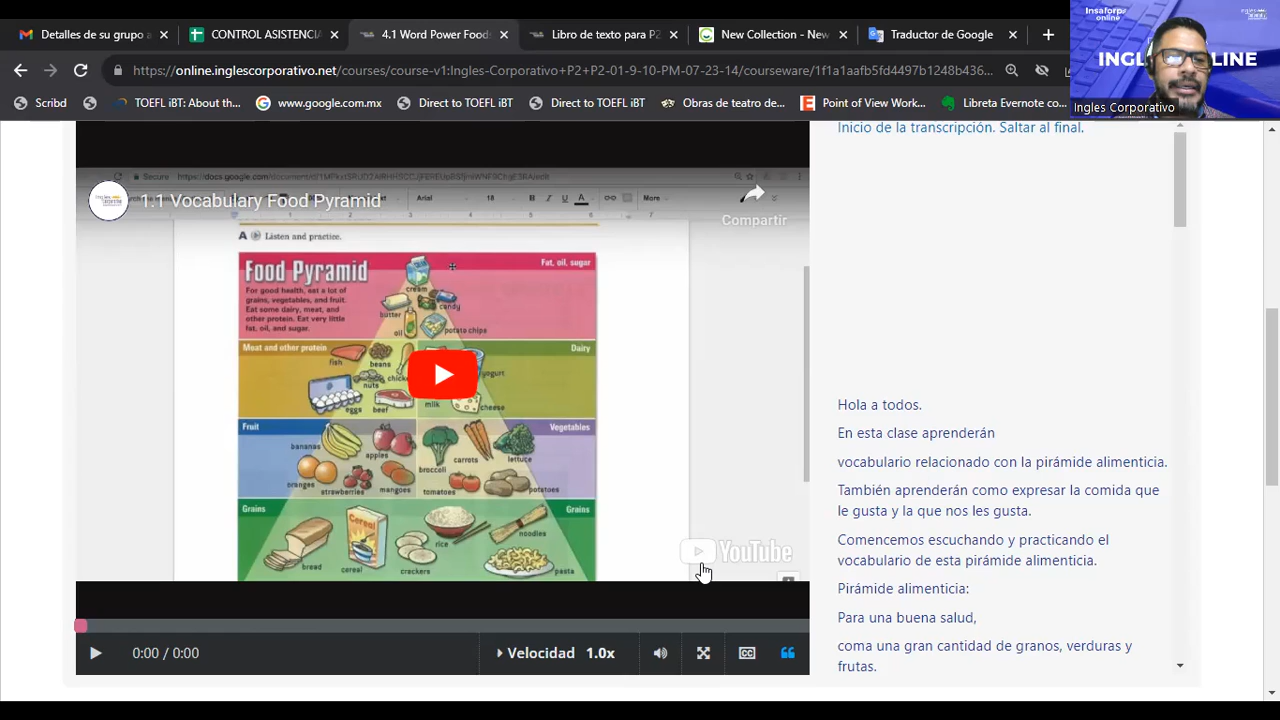 Detalles de su grupo a
CONTROL ASISTENCIA
4.1 Word Power Food
Libro de texto para P2
New Collection - New
Traductor de Google
https://online.inglescorporativo.net/
P2+P2-01-9-
-PM-07-23-14/courseware/1f1a1aafb5fd4497b1248b436...
Scribd
TOEFL iBT: About th...
www.google.com.mx
Direct to TOEFL iBT
Direct to TOEFL iBT
Obras de teatro de...
Point of View Work...
Libreta Evernote co...
Insaforp
online
ONLINE
Ingles Corporativo
Secure
Arial
18
B I U A
More
1.1 Vocabulary Food Pyramid
Compartir
A Listen and practice.
Food Pyramid
Fat, oil, sugar
For good health, eat a lot of
grains, vegetables, and fruit.
Eat some dairy, meat, and
other protein. Eat very little
fat, oil, and sugar.
cream
butter
candy
oil
potato chips
Meat and other protein
Dairy
fish
beans
nuts
yogurt
eggs
beef
milk
cheese
Fruit
Vegetables
bananas
apples
broccoli
carrots
lettuce
oranges
strawberries
mangoes
tomatoes
potatoes
Grains
Grains
bread
cereal
crackers
rice
noodles
pasta
YouTube
0:00 / 0:00
Velocidad 1.0x
CC
Inicio de la transcripción. Saltar al final.
Hola a todos.
En esta clase aprenderán
vocabulario relacionado con la pirámide alimenticia.
También aprenderán como expresar la comida que
le gusta y la que nos les gusta.
Comencemos escuchando y practicando el
vocabulario de esta pirámide alimenticia.
Pirámide alimenticia:
Para una buena salud,
coma una gran cantidad de granos, verduras y
frutas.